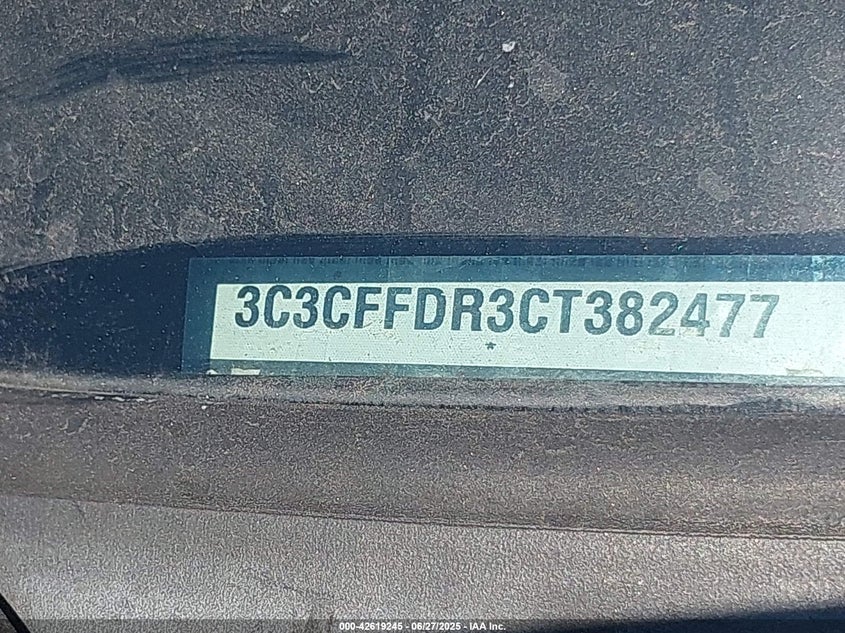 3C3CFFDR3CT382477
*
000-42619245 - 06/27/2025 - IAA Inc.